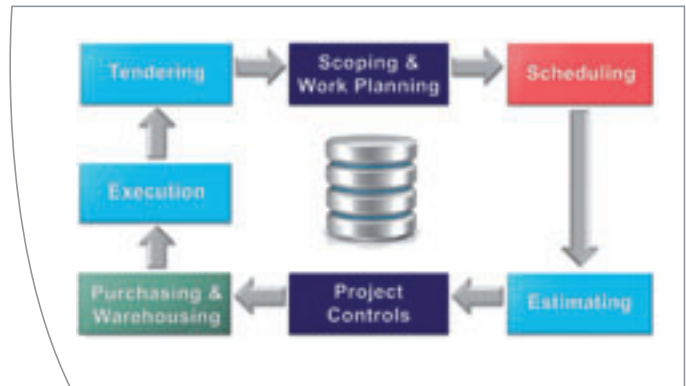 Tendering
Scoping &
Work Planning
Scheduling
Execution
Purchasing &
Warehousing
Project
Controls
Estimating